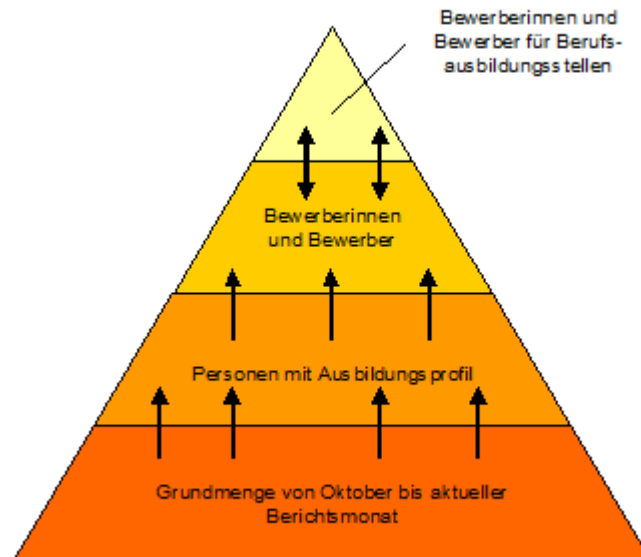 Bewerberinnen und
Bewerber für Berufs-
ausbildungsstellen
Bewerberinnen
und Bewerber
Personen mit Ausbildungsprofil
Grundmenge von Oktober bis aktueller
Berichtsmonat